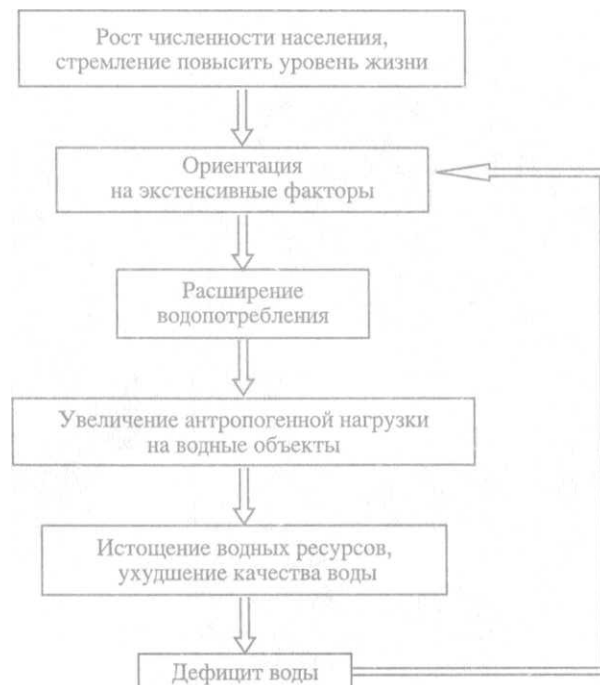 Рост численности населения,
стремление повысить уровень жизни
Ориентация
на экстенсивные факторы
Расширение
водопотребления
Увеличение антропогенной нагрузки
на водные объекты
Истощение водных ресурсов,
ухудшение качества воды
Дефицит воды